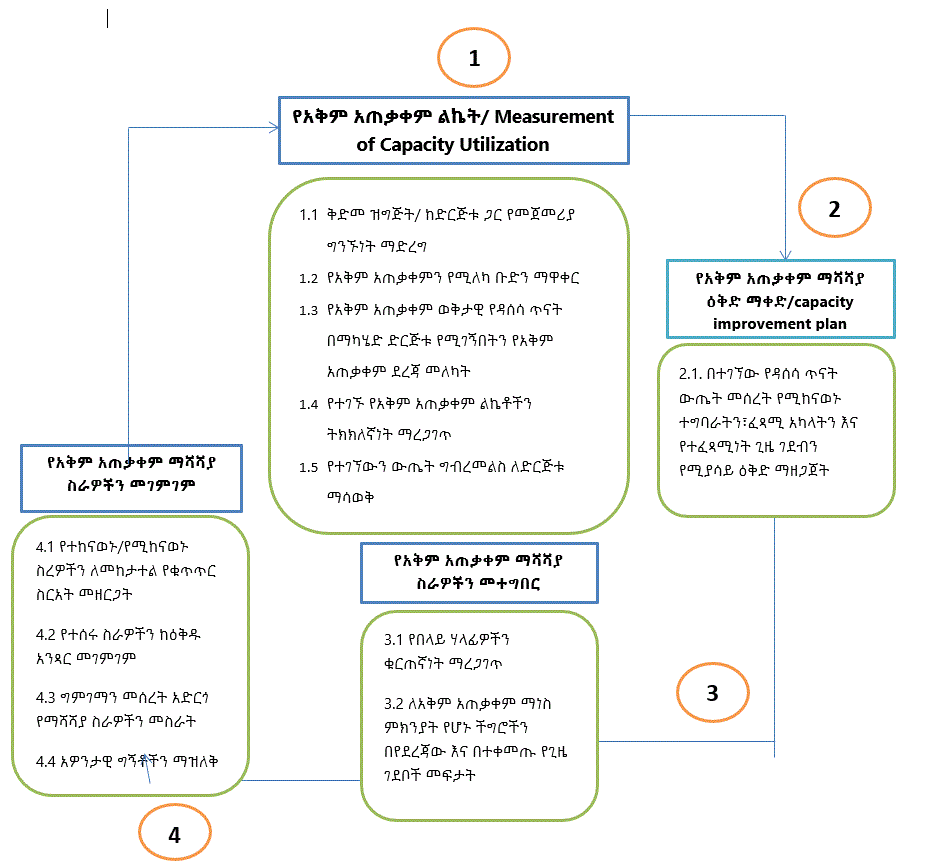 1
የአቅም አጠቃቀም ልኬት/ Measurement
of Capacity Utilization
1.1 ቅድመ ዝግጅት/ ከድርጅቱ ጋር የመጀመሪያ
ግንኙነት ማድረግ
1.2 የአቅም አጠቃቀምን የሚለካ ቡድን ማዋቀር
1.3 የአቅም አጠቃቀም ወቅታዊ የዳሰሳ ጥናት
በማካሄድ ድርጅቱ የሚገኝበትን የአቅም
አጠቃቀም ደረጃ መለካት
1.4 የተገኙ የአቅም አጠቃቀም ልኬቶችን
ትክክለኛነት ማረጋገጥ
1.5 የተገኘውን ውጤት ግብረመልስ ለድርጅቱ
ማሳወቅ
2
የአቅም አጠቃቀም ማሻሻያ
ዕቅድ ማቀድ/capacity
improvement plan
2.1. በተገኘው የዳሰሳ ጥናት
ውጤት መሰረት የሚከናወኑ
ተግባራትን፣ፈጻሚ አካላትን እና
የተፈጻሚነት ጊዜ ገደብን
የሚያሳይ ዕቅድ ማዘጋጀት
3
የአቅም አጠቃቀም ማሻሻያ
ስራዎችን መተግበር
3.1 የበላይ ሃላፊዎችን
ቁርጠኛነት ማረጋገጥ
3.2 ለአቅም አጠቃቀም ማነስ
ምክንያት የሆኑ ችግሮችን
በየደረጃው እና በተቀመጡ የጊዜ
ገደቦች መፍታት
የአቅም አጠቃቀም ማሻሻያ
ስራዎችን መገምገም
4.1 የተከናወኑ/የሚከናወኑ
ስረዎችን ለመከታተል የቁጥጥር
ስርአት መዘርጋት
4.2 የተሰሩ ስራዎችን ከዕቅዱ
አንጻር መገምገም
4.3 ግምገማን መሰረት አድርጎ
የማሻሻያ ስራዎችን መስራት
4.4 አዎንታዊ ግኝቶችን ማዝለቅ
4